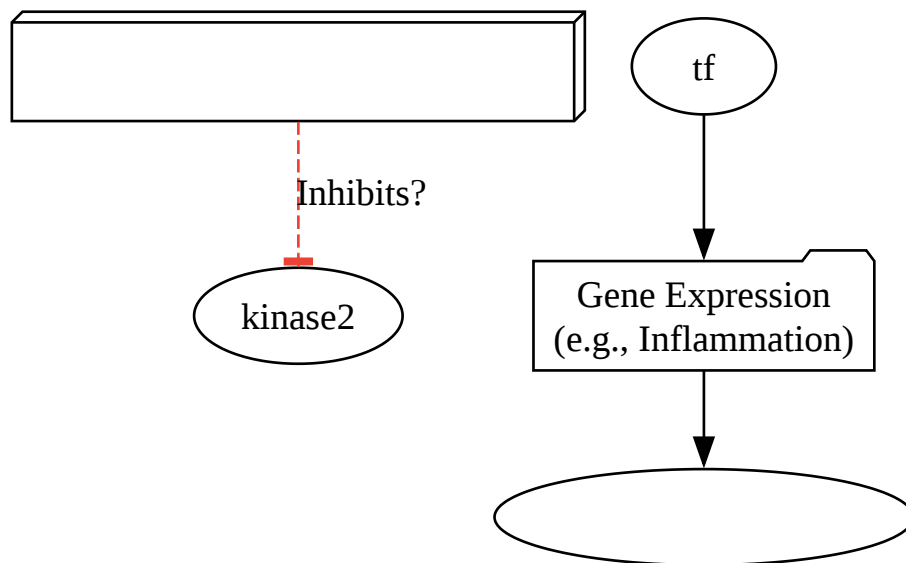 tf
Inhibits?
kinase2
Gene Expression
(e.g., Inflammation)